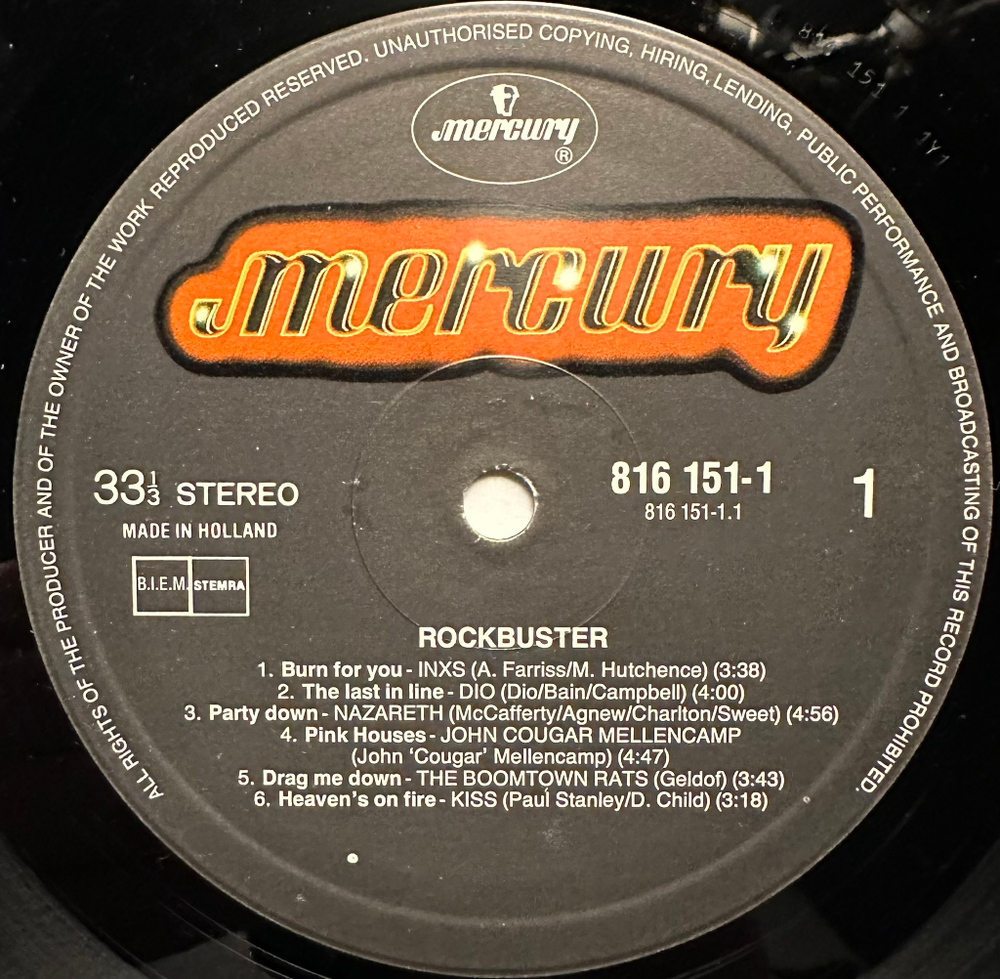 ALL RIGHTS OF THE PRODUCER AND OF THE OWNER OF THE WORK REPRODUCED RESERVED. UNAUTHORISED COPYING, HIRING, LENDING, PUBLIC PERFORMANCE AND BROADCASTING OF THIS RECORD PROHIBITED.
mercury
®
mercury
33⅓ STEREO
MADE IN HOLLAND
B.I.E.M. STEMRA
816 151-1
816 151-1.1
1
ROCKBUSTER
1. Burn for you - INXS (A. Farriss/M. Hutchence) (3:38)
2. The last in line - DIO (Dio/Bain/Campbell) (4:00)
3. Party down - NAZARETH (McCafferty/Agnew/Charlton/Sweet) (4:56)
4. Pink Houses - JOHN COUGAR MELLENCAMP
(John ‘Cougar’ Mellencamp) (4:47)
5. Drag me down - THE BOOMTOWN RATS (Geldof) (3:43)
6. Heaven's on fire - KISS (Paul Stanley/D. Child) (3:18)